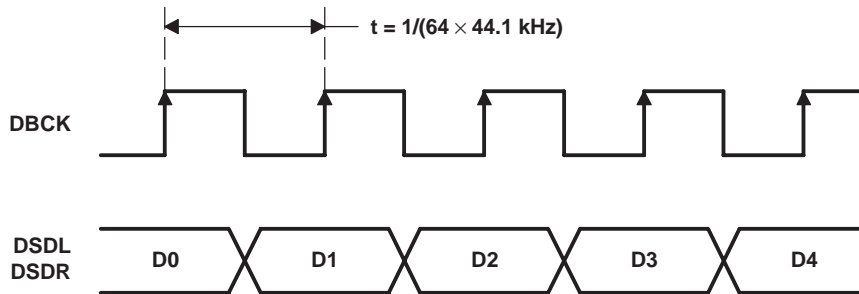 t = 1/(64 × 44.1 kHz)
DBCK
DSDL
DSDR
D0 D1 D2 D3 D4